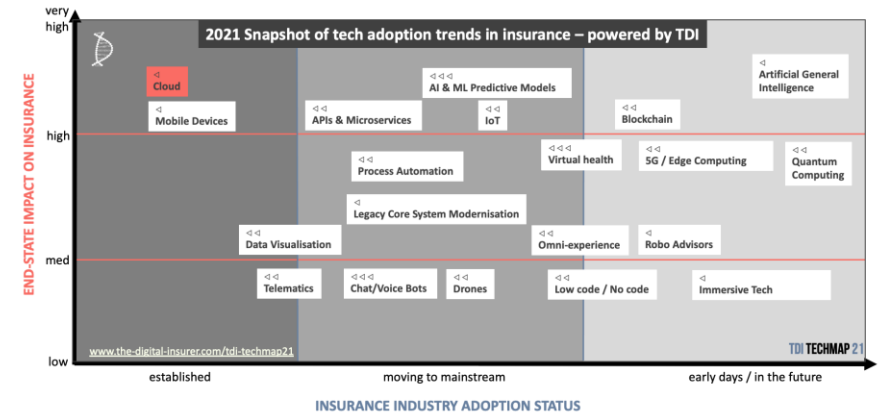 very
high
2021 Snapshot of tech adoption trends in insurance – powered by TDI
Cloud
Mobile Devices
APIs & Microservices
AI & ML Predictive Models
IoT
Blockchain
Artificial General
Intelligence
high
Process Automation
Virtual health
5G / Edge Computing
Quantum
Computing
Legacy Core System Modernisation
Data Visualisation
Omni-experience
Robo Advisors
med
Telematics
Chat/Voice Bots
Drones
Low code / No code
Immersive Tech
www.the-digital-insurer.com/tdi-techmap21
TDI TECHMAP 21
low
established
moving to mainstream
early days / in the future
END-STATE IMPACT ON INSURANCE
INSURANCE INDUSTRY ADOPTION STATUS